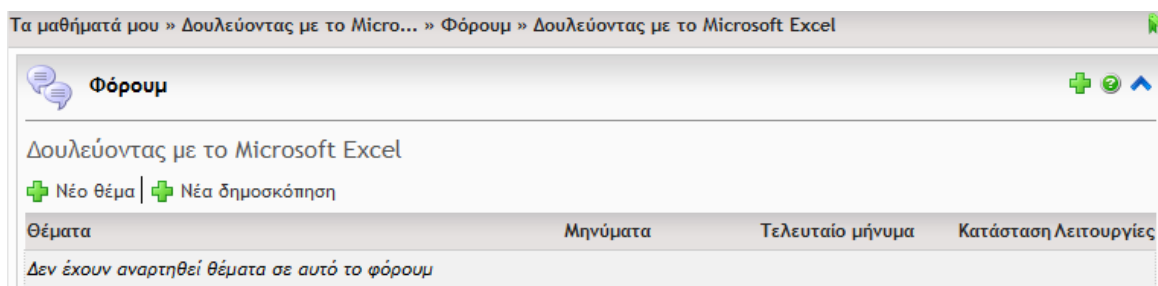 Τα μαθήματά μου » Δουλεύοντας με το Micro... » Φόρουμ » Δουλεύοντας με το Microsoft Excel
Φόρουμ
Δουλεύοντας με το Microsoft Excel
Νέο θέμα | Νέα δημοσκόπηση
Θέματα Μηνύματα Τελευταίο μήνυμα Κατάσταση Λειτουργίες
Δεν έχουν αναρτηθεί θέματα σε αυτό το φόρουμ